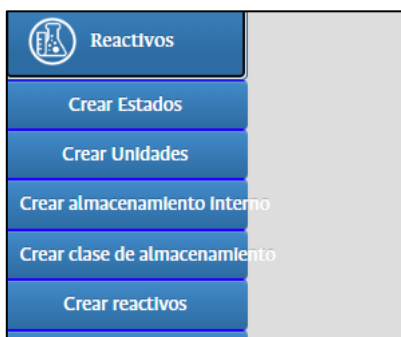 Reactivos
Crear Estados
Crear Unidades
Crear almacenamiento Interno
Crear clase de almacenamiento
Crear reactivos